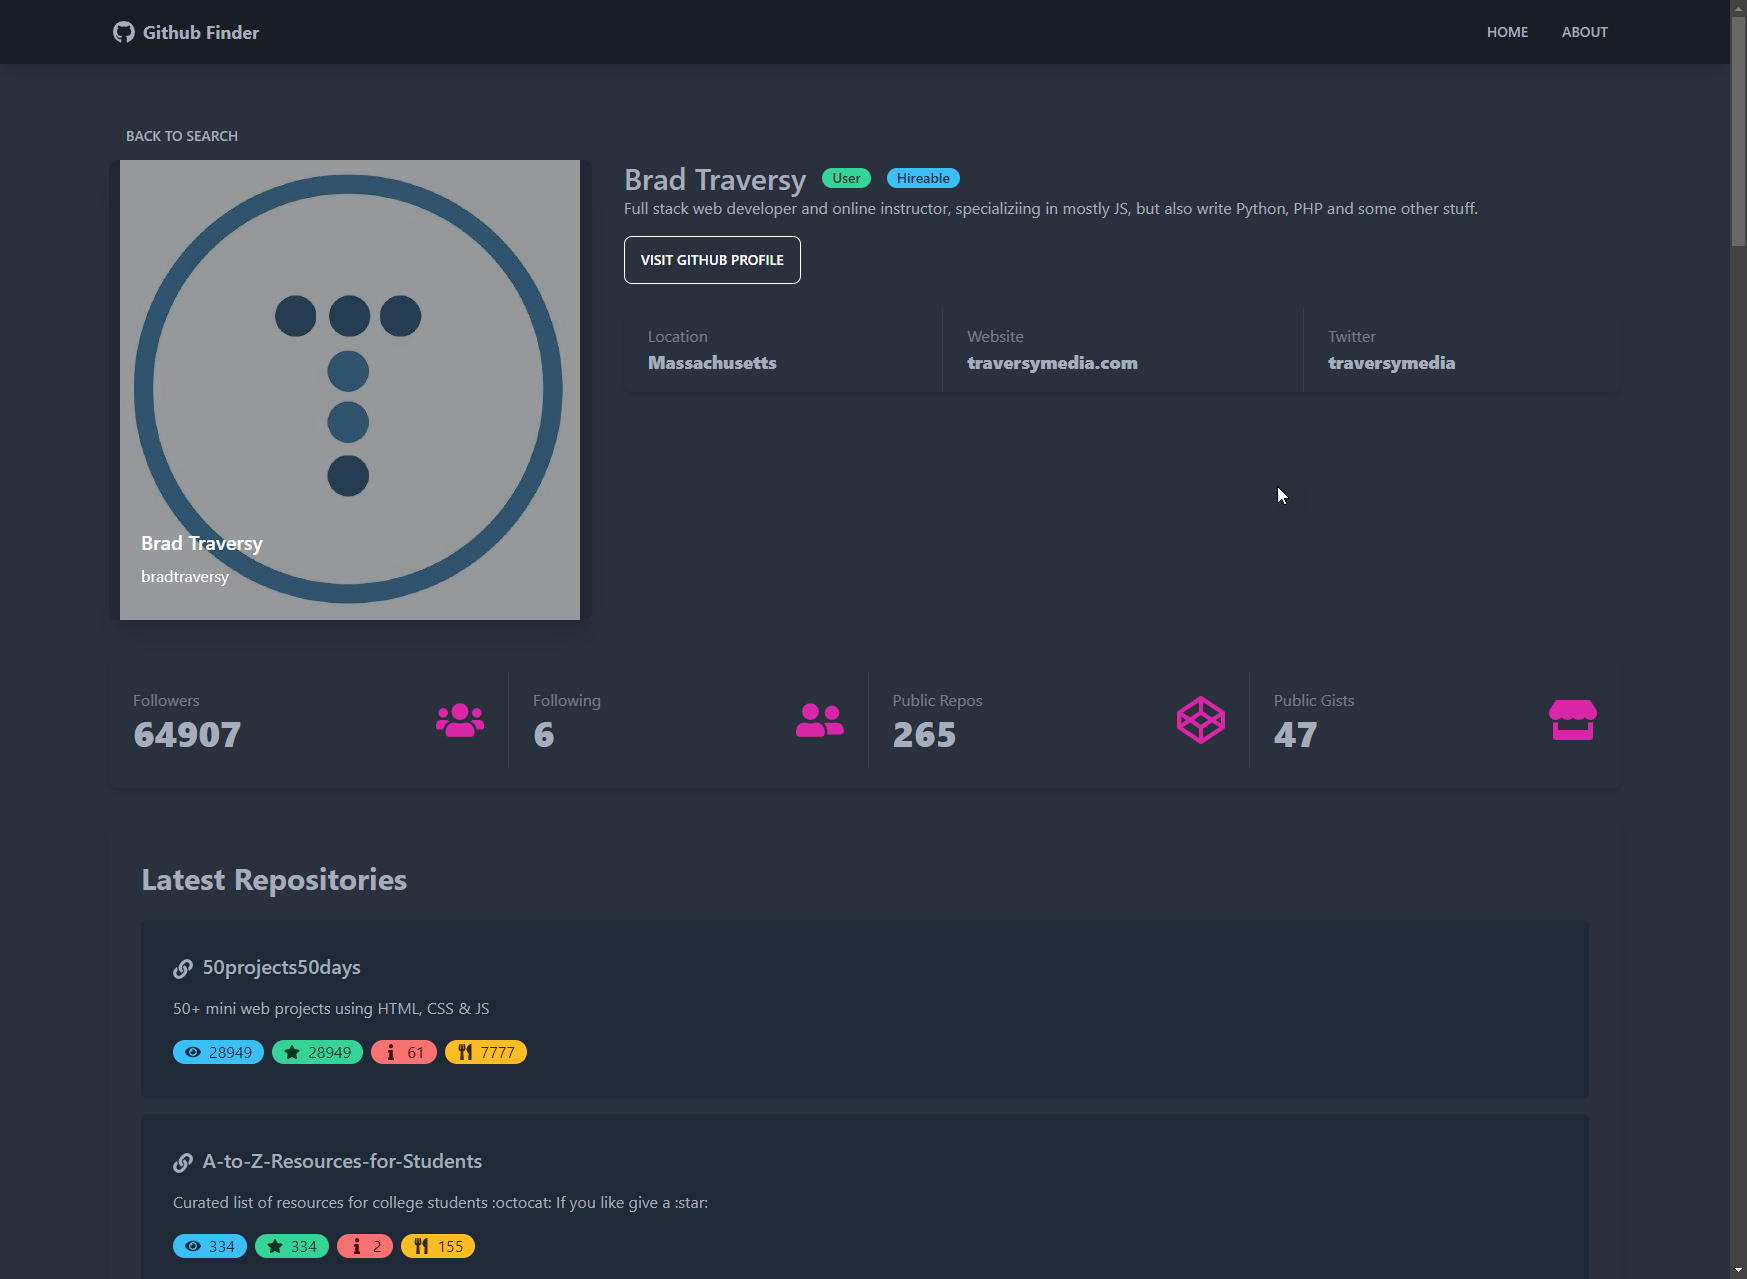 Github Finder
HOME ABOUT
BACK TO SEARCH
Brad Traversy
bradtraversy
Brad Traversy User Hireable
Full stack web developer and online instructor, specializiing in mostly JS, but also write Python, PHP and some other stuff.
VISIT GITHUB PROFILE
Location
Massachusetts
Website
traversymedia.com
Twitter
traversymedia
Followers
64907
Following
6
Public Repos
265
Public Gists
47
Latest Repositories
50projects50days
50+ mini web projects using HTML, CSS & JS
28949 28949 61 7777
A-to-Z-Resources-for-Students
Curated list of resources for college students :octocat: If you like give a :star:
334 334 2 155